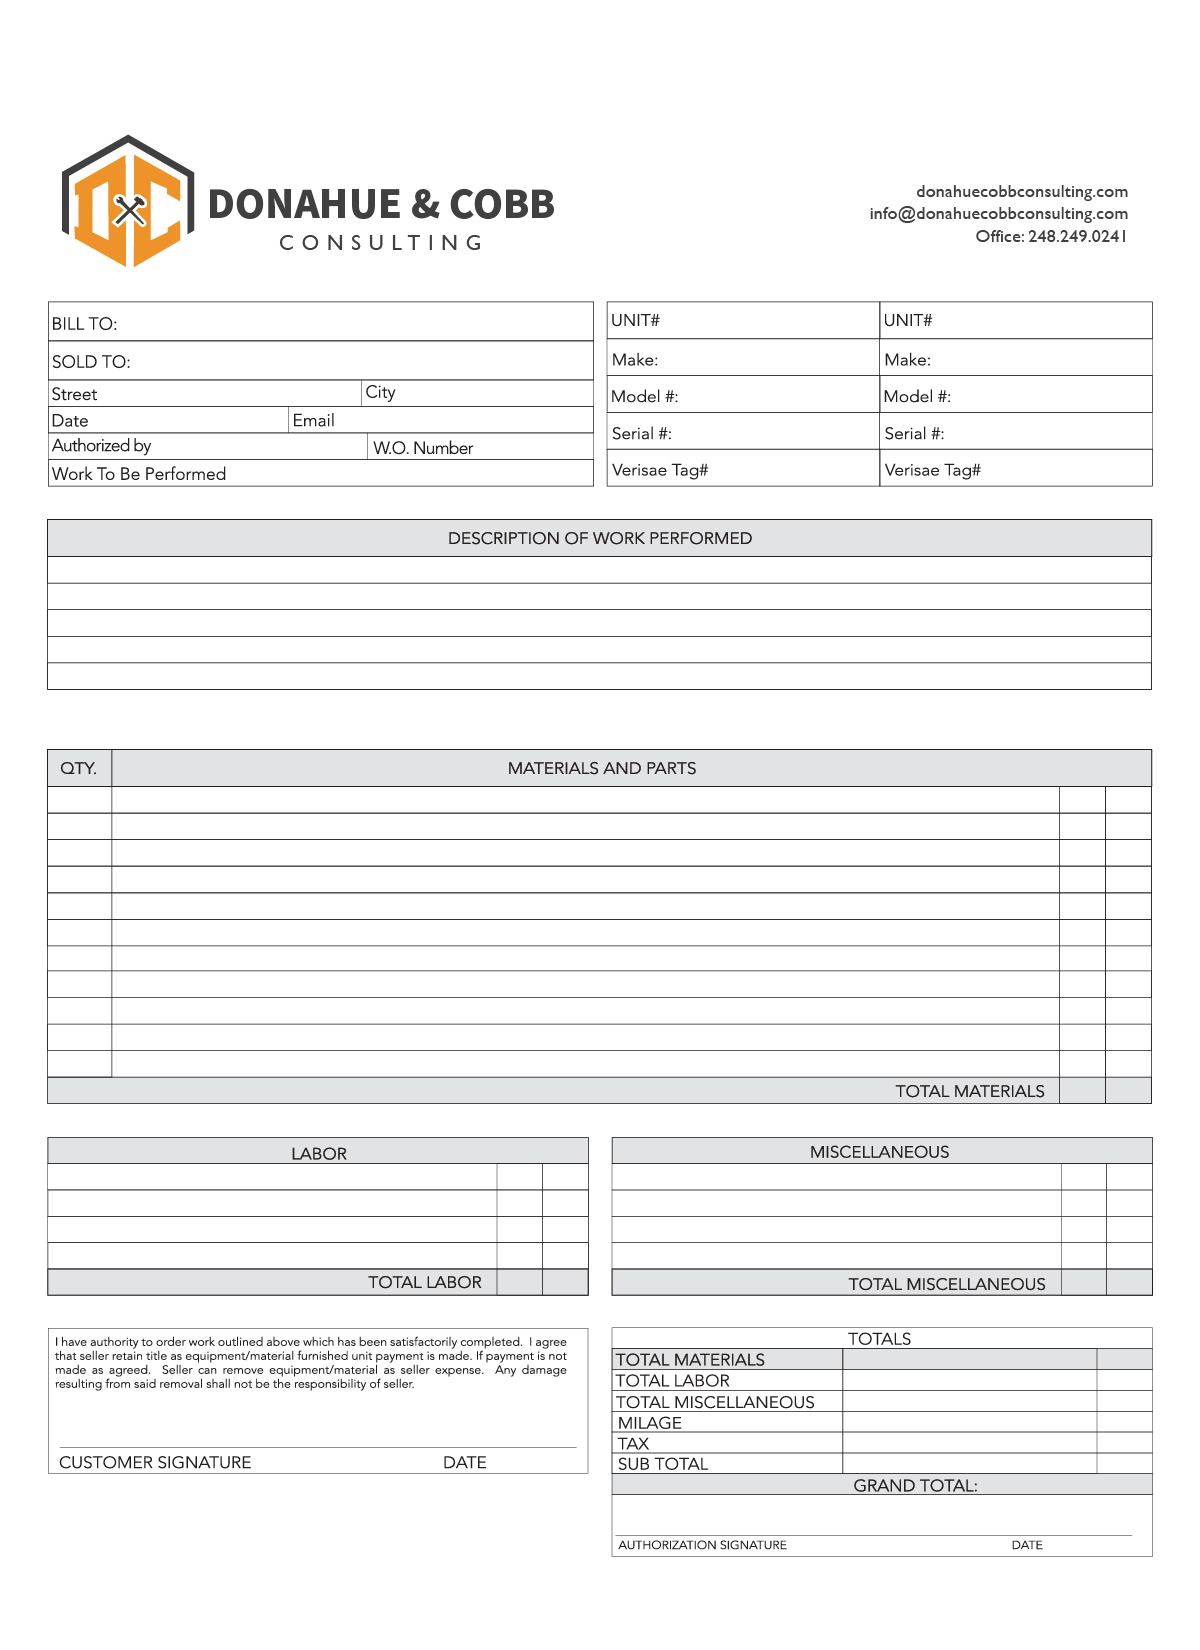 DC
DONAHUE & COBB
CONSULTING
donahuecobbconsulting.com
info@donahuecobbconsulting.com
Office: 248.249.0241
BILL TO:
SOLD TO:
Street City
Date Email
Authorized by W.O. Number
Work To Be Performed
UNIT# UNIT#
Make: Make:
Model #: Model #:
Serial #: Serial #:
Verisae Tag# Verisae Tag#
DESCRIPTION OF WORK PERFORMED
QTY. MATERIALS AND PARTS
TOTAL MATERIALS
LABOR
TOTAL LABOR
MISCELLANEOUS
TOTAL MISCELLANEOUS
I have authority to order work outlined above which has been satisfactorily completed. I agree
that seller retain title as equipment/material furnished unit payment is made. If payment is not
made as agreed. Seller can remove equipment/material as seller expense. Any damage
resulting from said removal shall not be the responsibility of seller.
CUSTOMER SIGNATURE DATE
TOTALS
TOTAL MATERIALS
TOTAL LABOR
TOTAL MISCELLANEOUS
MILAGE
TAX
SUB TOTAL
GRAND TOTAL:
AUTHORIZATION SIGNATURE DATE